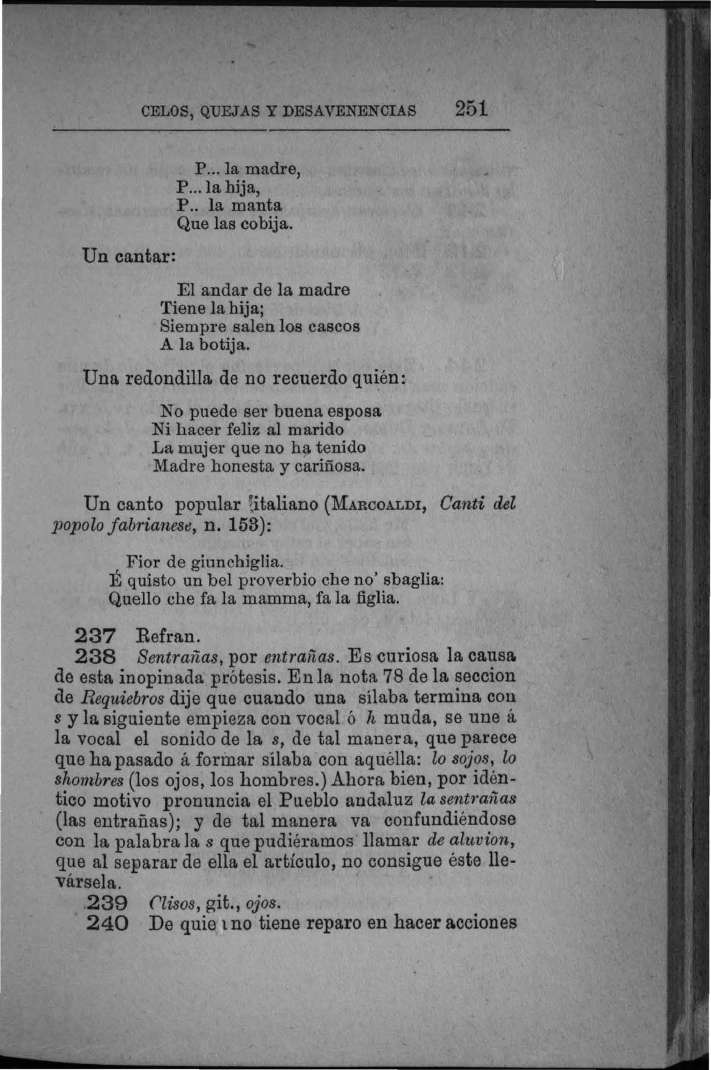 CELOS, QUEJAS Y DESAVENENCIAS 251
P... la madre,
P... la hija,
P.. la manta
Que las cobija.
Un cantar:
El andar de la madre
Tiene la hija;
Siempre salen los cascos
A la botija.
Una redondilla de no recuerdo quién:
No puede ser buena esposa
Ni hacer feliz al marido
La mujer que no ha tenido
Madre honesta y cariñosa.
Un canto popular italiano (MARCOALDI, Canti del
popolo fabrianese, n. 153):
Fior de giunchiglia.
É quisto un bel proverbio che no' sbaglia:
Quello che fa la mamma, fa la figlia.
237 Refran.
238 Sentrañas, por entrañas. Es curiosa la causa
de esta inopinada prótesis. En la nota 78 de la seccion
de Requiebros dije que cuando una sílaba termina con
s y la siguiente empieza con vocal ó h muda, se une á
la vocal el sonido de la s, de tal manera, que parece
que ha pasado á formar sílaba con aquélla: lo sojos, lo
shombres (los ojos, los hombres.) Ahora bien, por idén-
tico motivo pronuncia el Pueblo andaluz la sentrañas
(las entrañas); y de tal manera va confundiéndose
con la palabra la s que pudiéramos llamar de aluvion,
que al separar de ella el artículo, no consigue éste lle-
vársela.
239 Clisos, git., ojos.
240 De quien no tiene reparo en hacer acciones